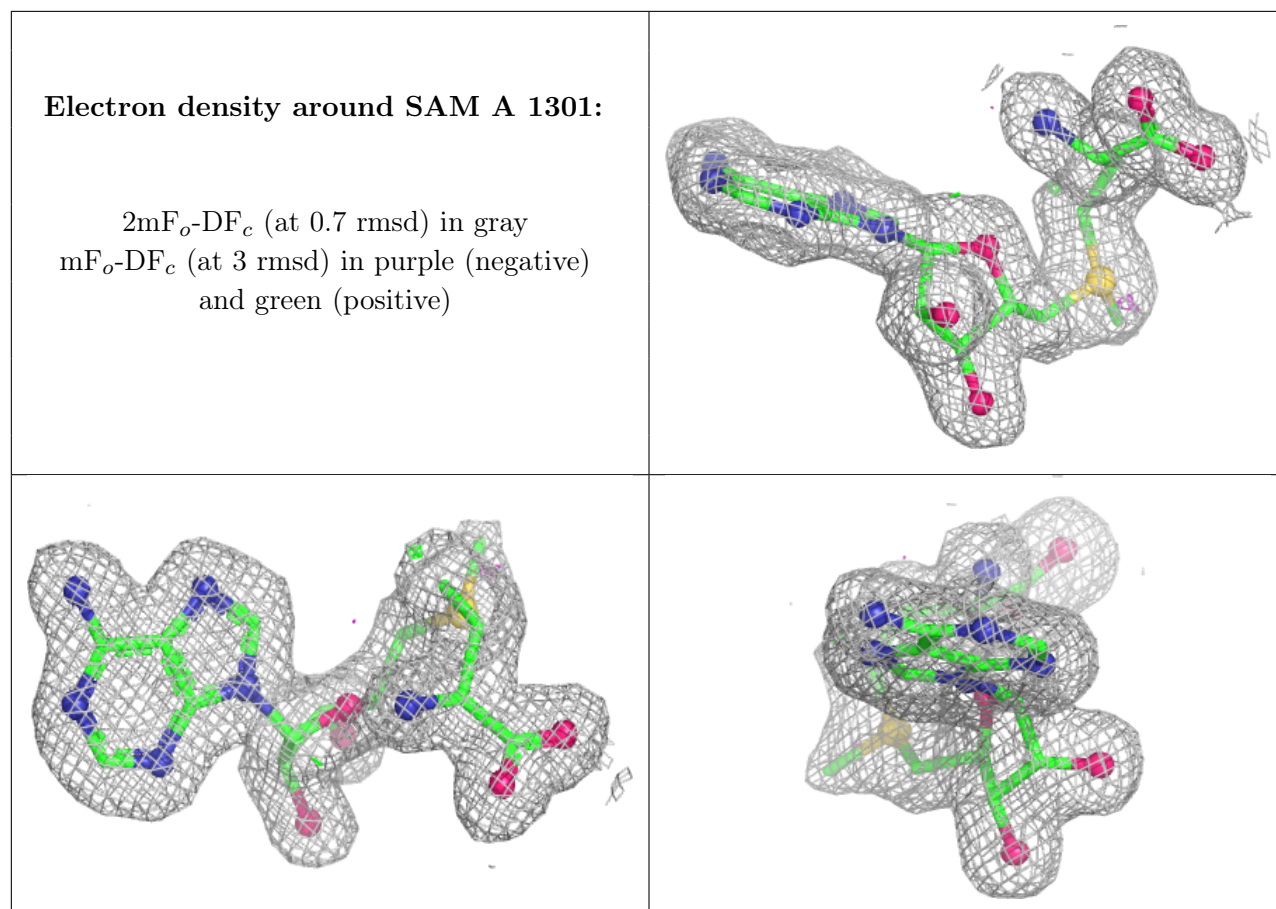 Electron density around SAM A 1301:
2mFo-DFc (at 0.7 rmsd) in gray
mFo-DFc (at 3 rmsd) in purple (negative)
and green (positive)